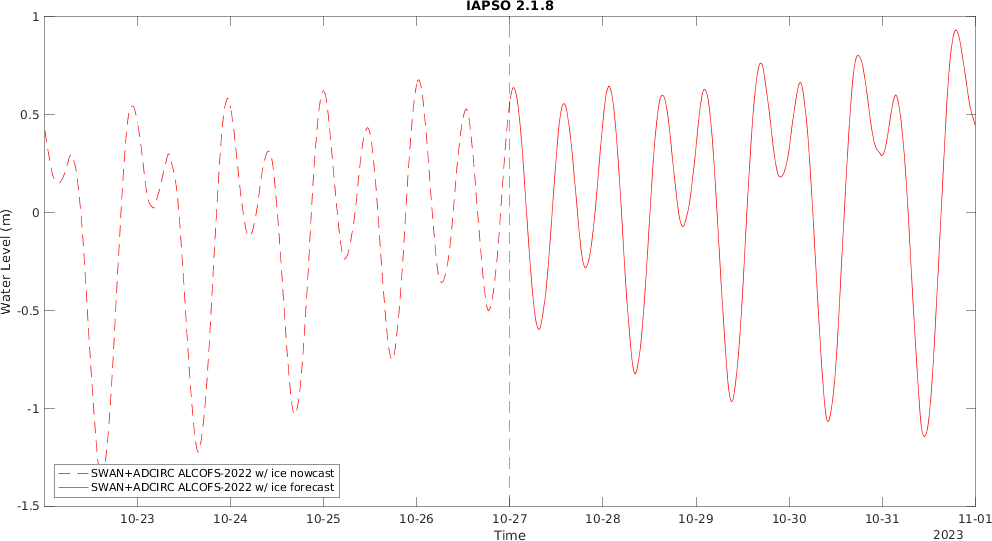 IAPSO 2.1.8
1
0.5
0
-0.5
-1
-1.5
Water Level (m)
SWAN+ADCIRC ALCOFS-2022 w/ ice nowcast
SWAN+ADCIRC ALCOFS-2022 w/ ice forecast
10-23 10-24 10-25 10-26 10-27 10-28 10-29 10-30 10-31 11-01
Time
2023